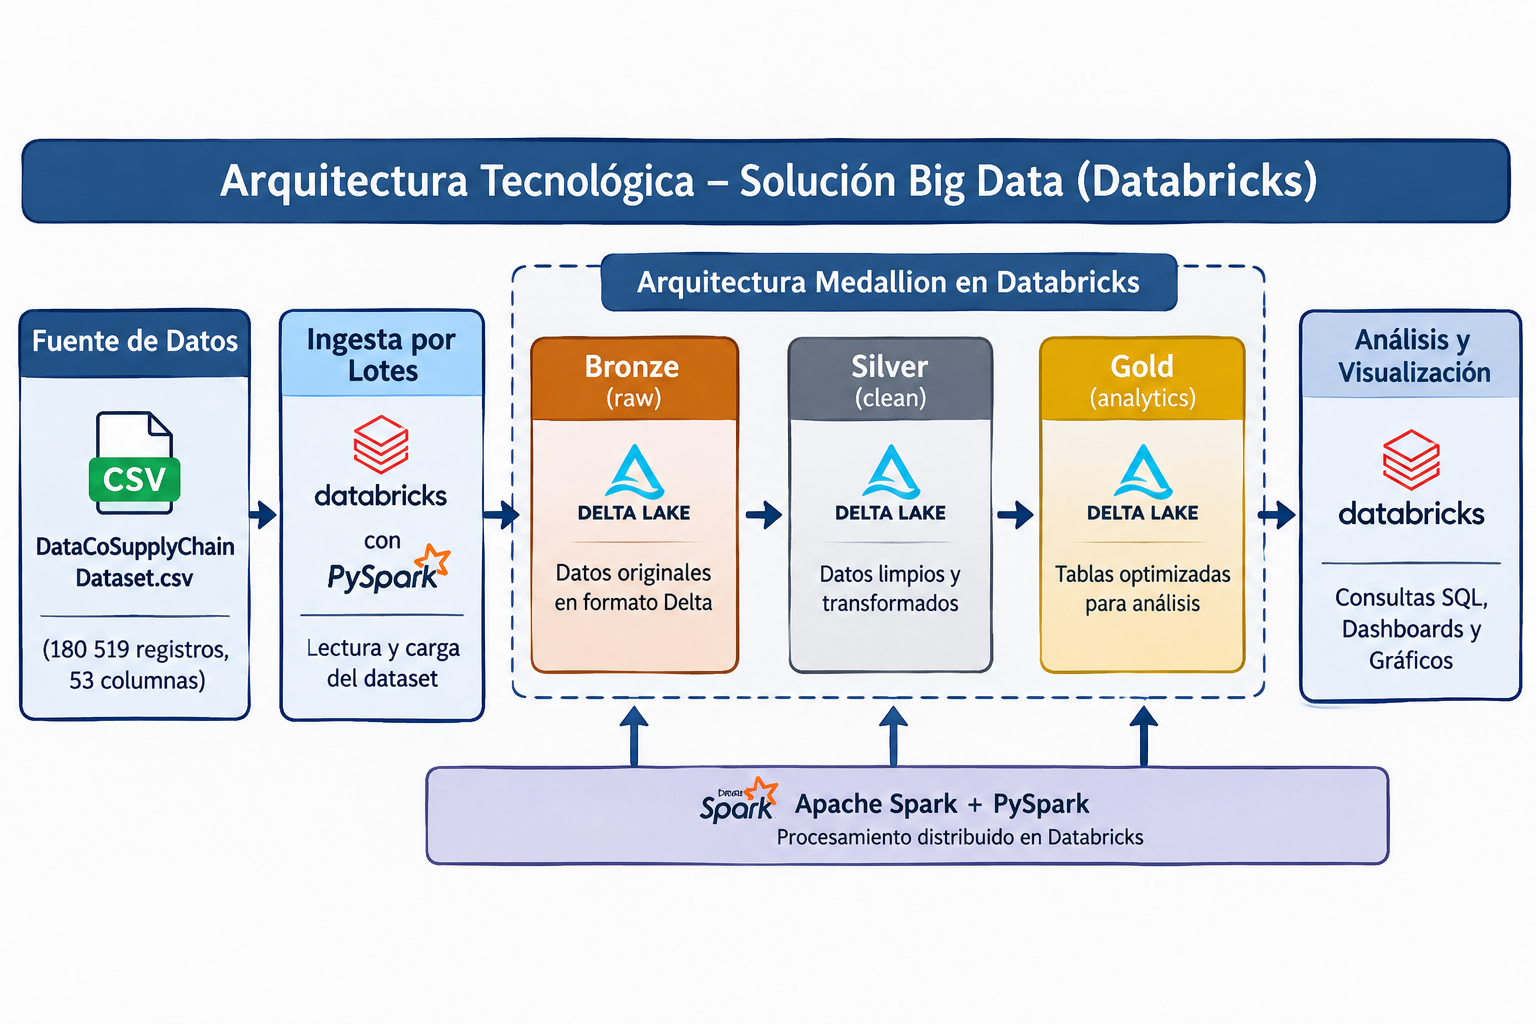 Arquitectura Tecnológica – Solución Big Data (Databricks)
Arquitectura Medallion en Databricks
Fuente de Datos
CSV
DataCoSupplyChain
Dataset.csv
(180 519 registros,
53 columnas)
Ingesta por
Lotes
databricks
con
PySpark
Lectura y carga
del dataset
Bronze
(raw)
DELTA LAKE
Datos originales
en formato Delta
Silver
(clean)
DELTA LAKE
Datos limpios y
transformados
Gold
(analytics)
DELTA LAKE
Tablas optimizadas
para análisis
Análisis y
Visualización
databricks
Consultas SQL,
Dashboards y
Gráficos
Spark
Apache Spark + PySpark
Procesamiento distribuido en Databricks